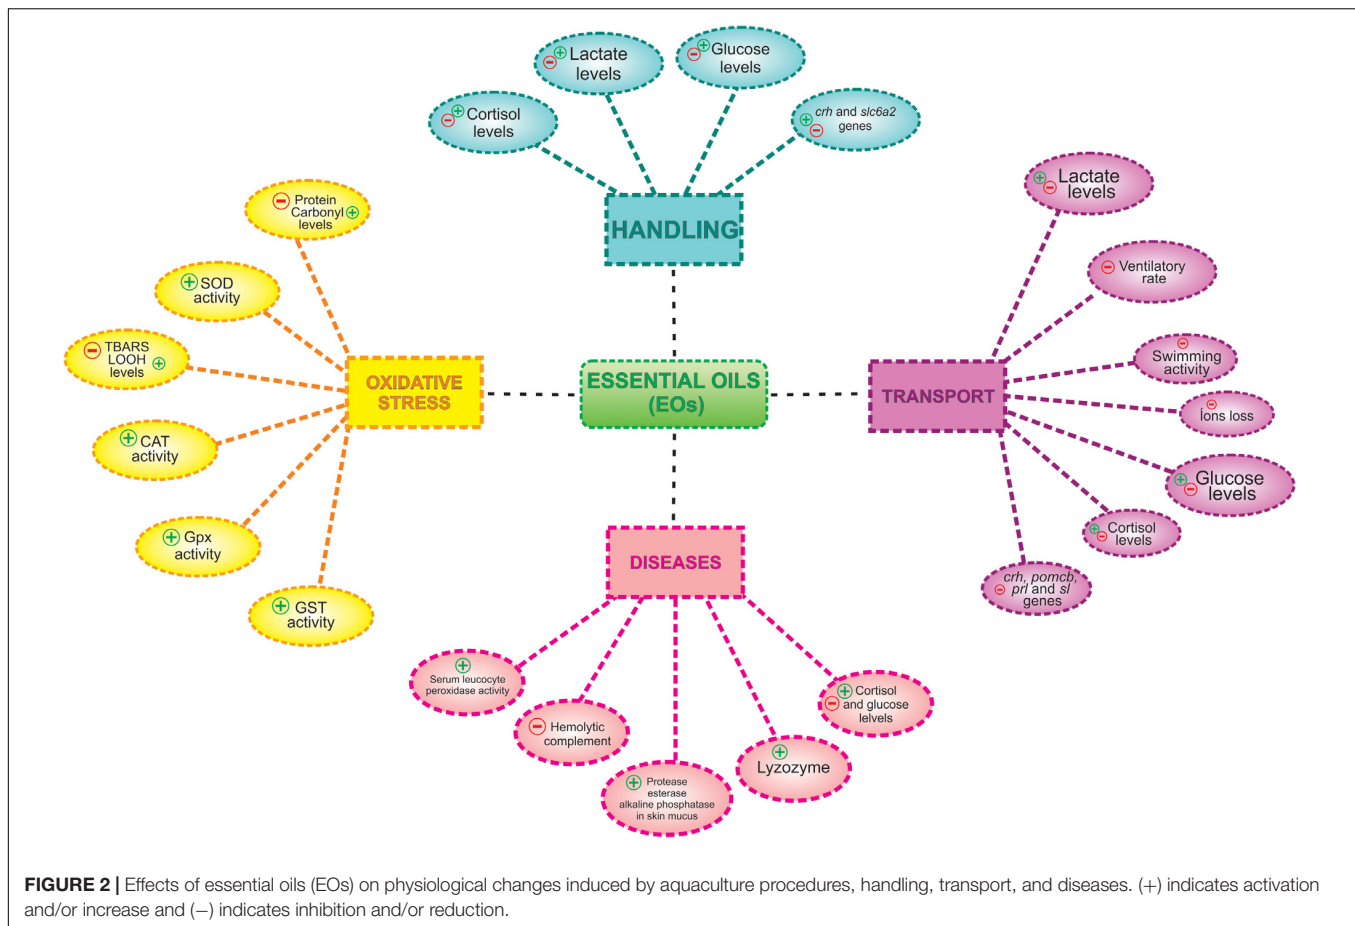 Lactate
levels
Glucose
levels
Cortisol
levels
crh and slc6a2
genes
HANDLING
Protein
Carbonyl
levels
SOD
activity
TBARS
LOOH
levels
CAT
activity
Gpx
activity
GST
activity
OXIDATIVE
STRESS
ESSENTIAL OILS
(EOs)
TRANSPORT
Lactate
levels
Ventilatory
rate
Swimming
activity
Íons loss
Glucose
levels
Cortisol
levels
crh, pomcb,
prl and sl
genes
DISEASES
Serum leucocyte
peroxidase activity
Hemolytic
complement
Protease
esterase
alkaline phosphatase
in skin mucus
Lyzozyme
Cortisol
and glucose
lelvels
FIGURE 2 | Effects of essential oils (EOs) on physiological changes induced by aquaculture procedures, handling, transport, and diseases. (+) indicates activation
and/or increase and (−) indicates inhibition and/or reduction.